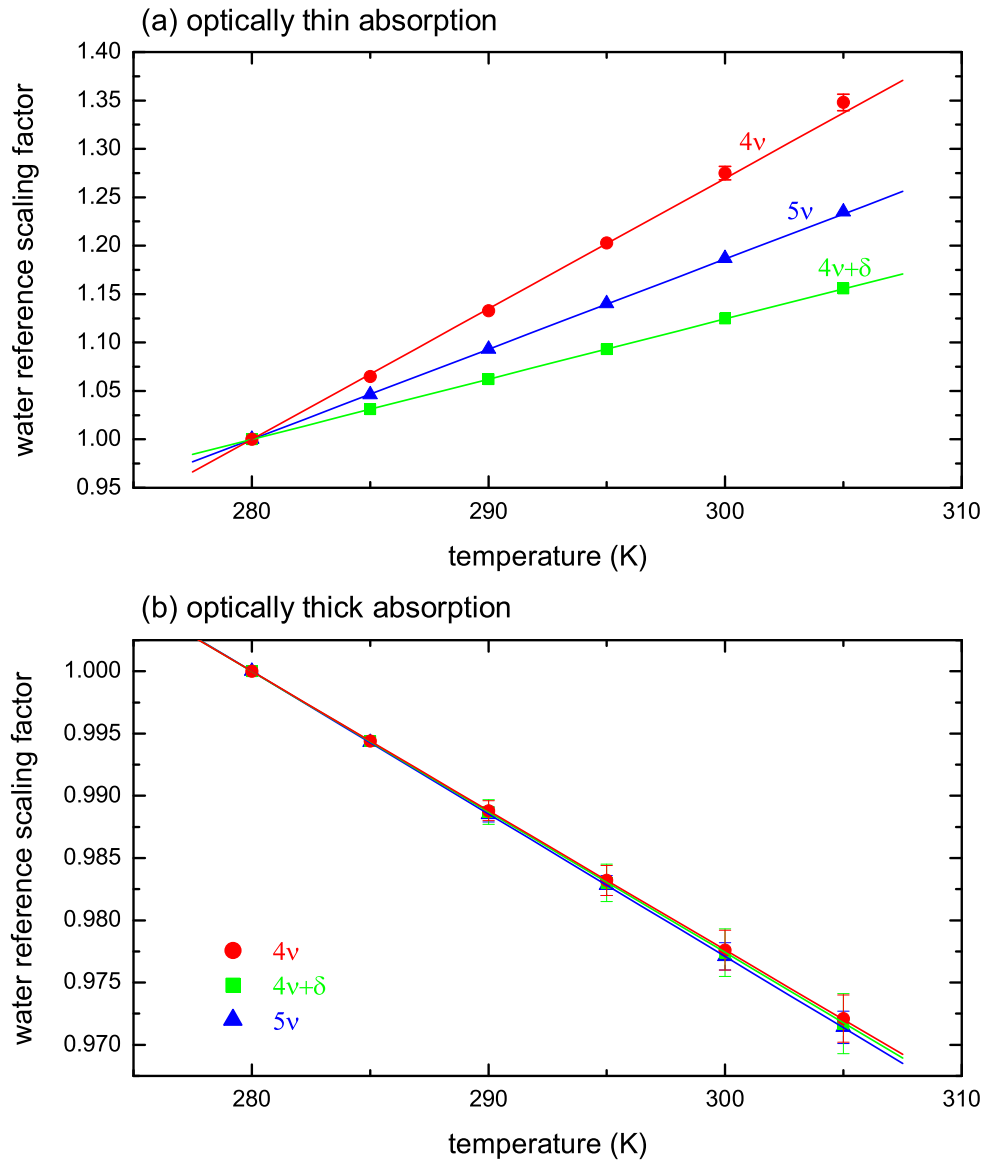 (a) optically thin absorption
water reference scaling factor
1.40
1.35
1.30
1.25
1.20
1.15
1.10
1.05
1.00
0.95
4ν
5ν
4ν+δ
280
290
300
310
temperature (K)
(b) optically thick absorption
water reference scaling factor
1.000
0.995
0.990
0.985
0.980
0.975
0.970
4ν
4ν+δ
5ν
280
290
300
310
temperature (K)